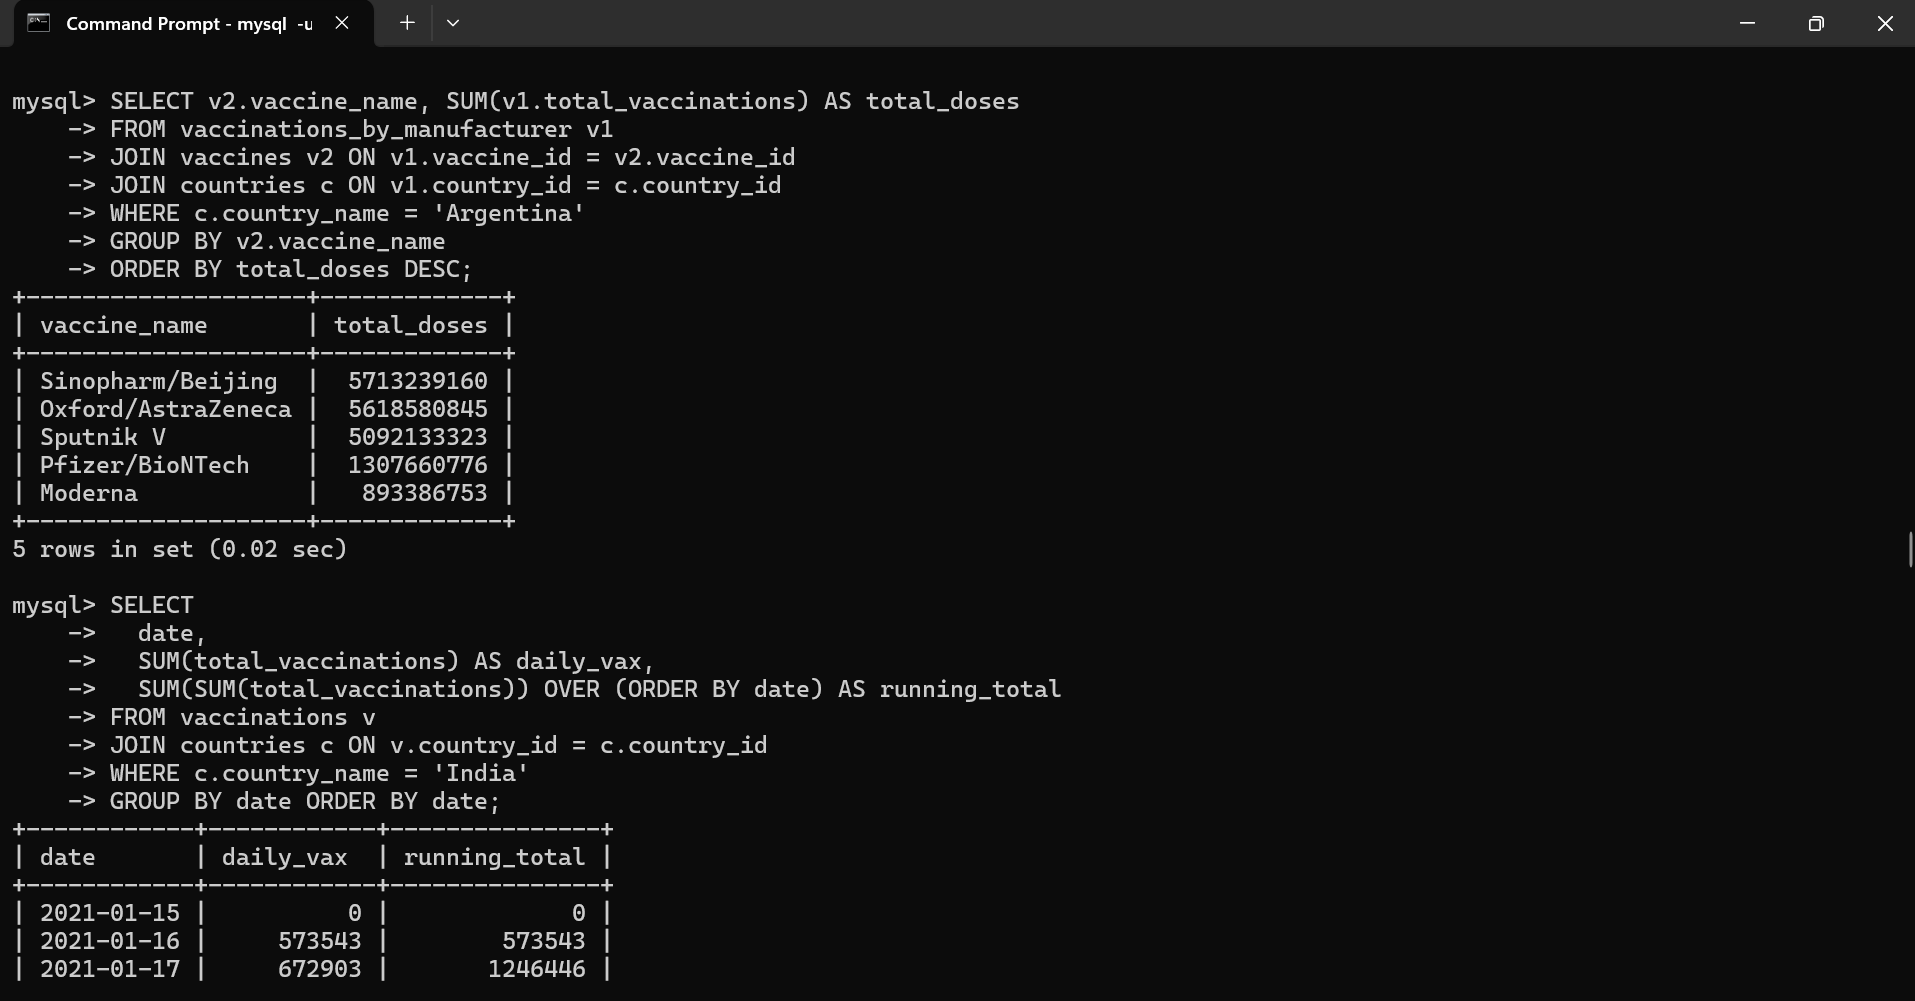 Command Prompt - mysql -u
mysql> SELECT v2.vaccine_name, SUM(v1.total_vaccinations) AS total_doses
    -> FROM vaccinations_by_manufacturer v1
    -> JOIN vaccines v2 ON v1.vaccine_id = v2.vaccine_id
    -> JOIN countries c ON v1.country_id = c.country_id
    -> WHERE c.country_name = 'Argentina'
    -> GROUP BY v2.vaccine_name
    -> ORDER BY total_doses DESC;
+--------------------+-------------+
| vaccine_name       | total_doses |
+--------------------+-------------+
| Sinopharm/Beijing  |  5713239160 |
| Oxford/AstraZeneca |  5618580845 |
| Sputnik V          |  5092133323 |
| Pfizer/BioNTech    |  1307660776 |
| Moderna            |   893386753 |
+--------------------+-------------+
5 rows in set (0.02 sec)
mysql> SELECT
    ->   date,
    ->   SUM(total_vaccinations) AS daily_vax,
    ->   SUM(SUM(total_vaccinations)) OVER (ORDER BY date) AS running_total
    -> FROM vaccinations v
    -> JOIN countries c ON v.country_id = c.country_id
    -> WHERE c.country_name = 'India'
    -> GROUP BY date ORDER BY date;
+------------+------------+---------------+
| date       | daily_vax  | running_total |
+------------+------------+---------------+
| 2021-01-15 |          0 |             0 |
| 2021-01-16 |     573543 |        573543 |
| 2021-01-17 |     672903 |       1246446 |